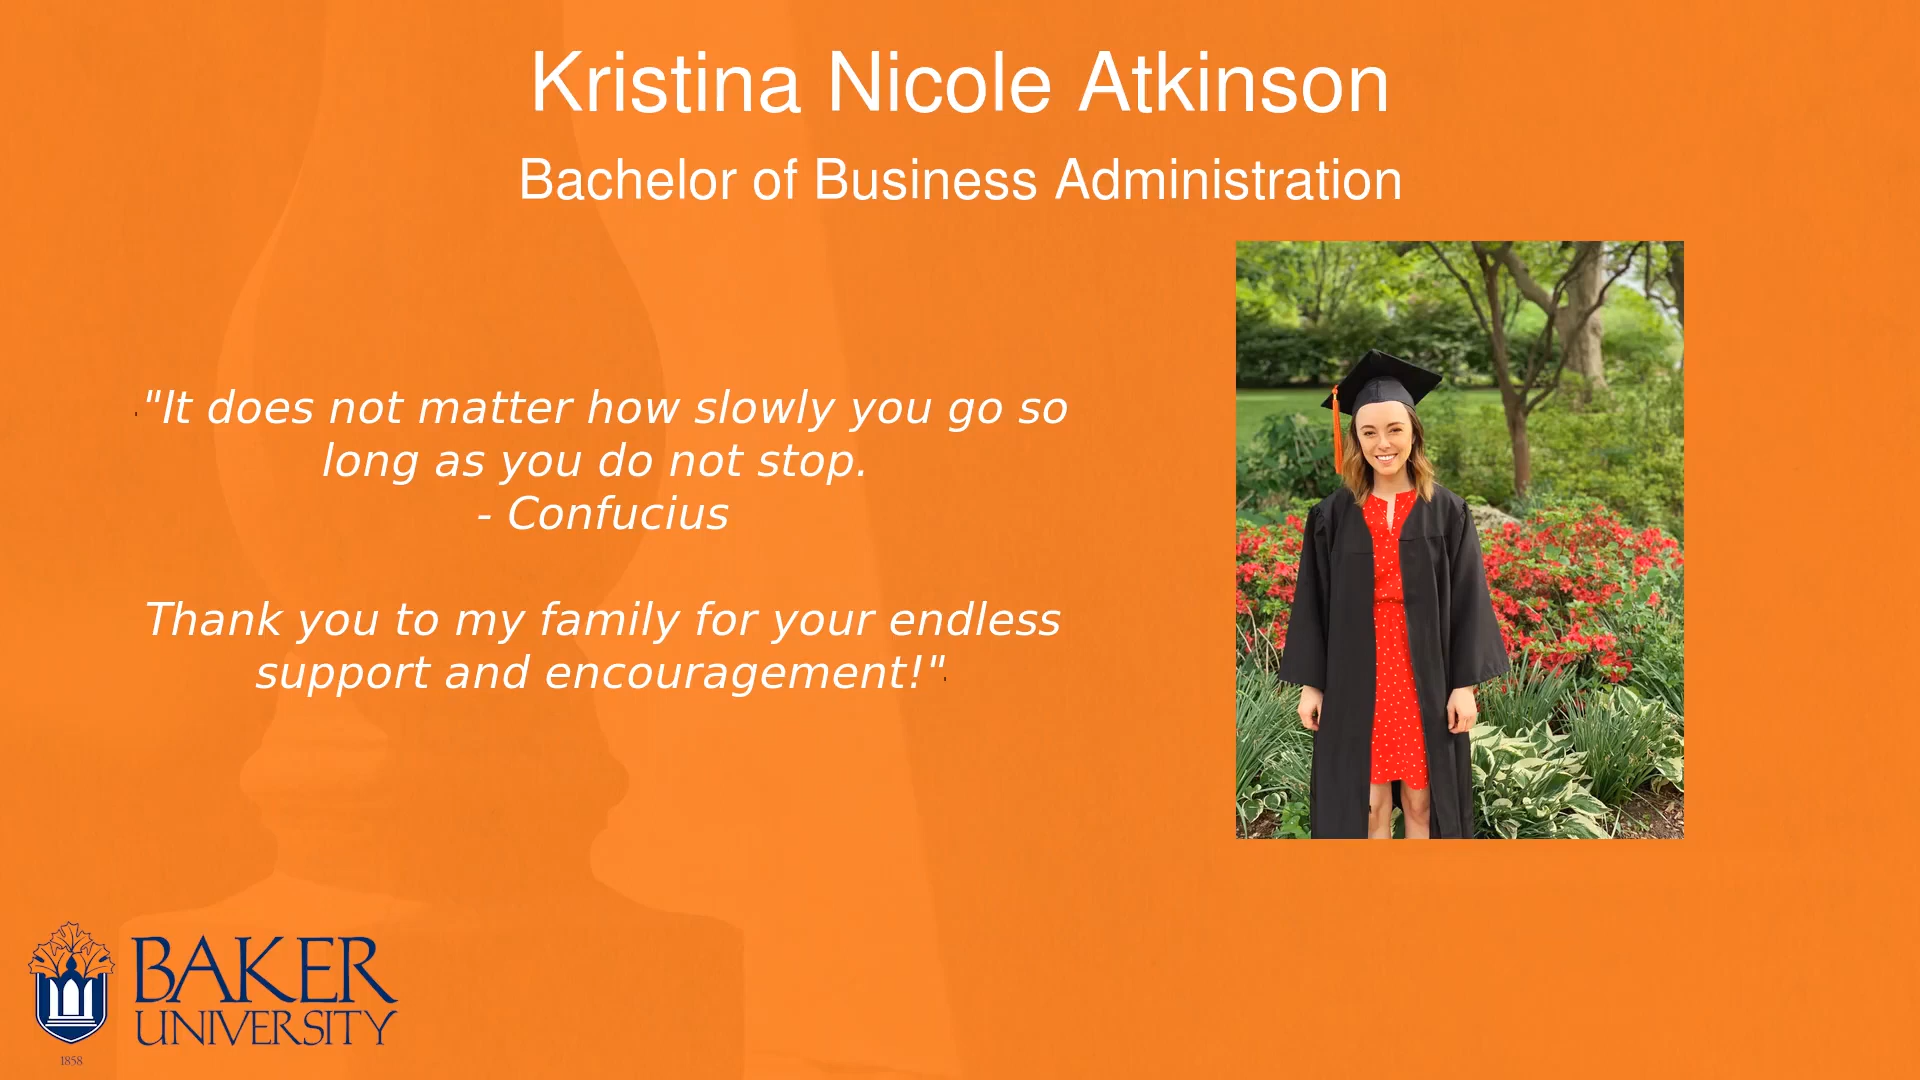 Kristina Nicole Atkinson
Bachelor of Business Administration
"It does not matter how slowly you go so
long as you do not stop.
- Confucius
Thank you to my family for your endless
support and encouragement!"
BAKER
UNIVERSITY
1858